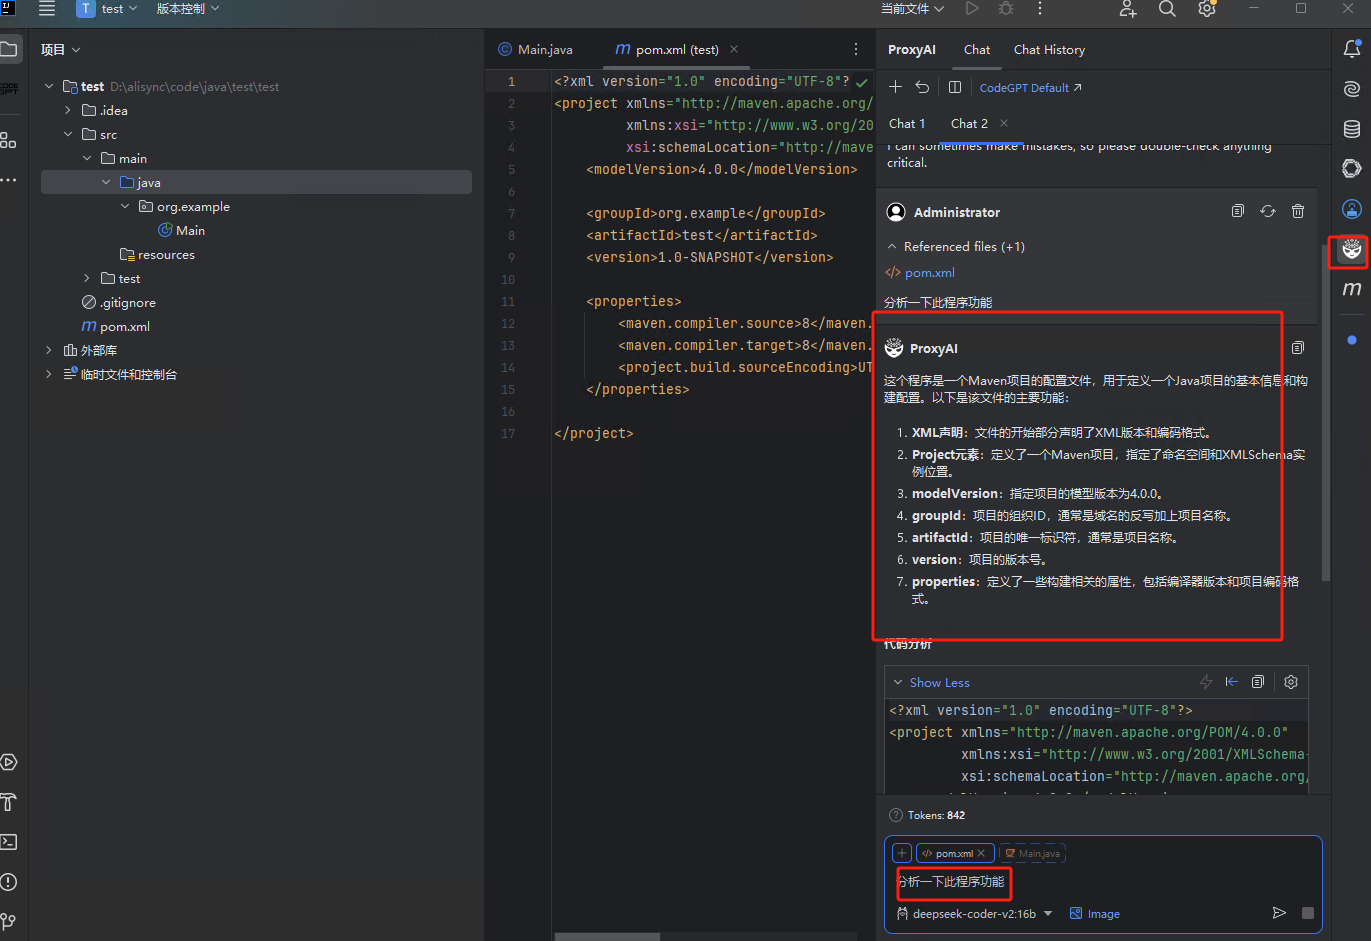 T test 版本控制
当前文件
项目
test D:\alisync\code\java\test\test
.idea
src
main
java
org.example
Main
resources
test
.gitignore
m pom.xml
外部库
临时文件和控制台
Main.java
m pom.xml (test)
1 <?xml version="1.0" encoding="UTF-8"?
2 <project xmlns="http://maven.apache.org/
3 xmlns:xsi="http://www.w3.org/20
4 xsi:schemaLocation="http://mave
5 <modelVersion>4.0.0</modelVersion>
6
7 <groupId>org.example</groupId>
8 <artifactId>test</artifactId>
9 <version>1.0-SNAPSHOT</version>
10
11 <properties>
12 <maven.compiler.source>8</maven.
13 <maven.compiler.target>8</maven.
14 <project.build.sourceEncoding>UT
15 </properties>
16
17 </project>
ProxyAI Chat Chat History
CodeGPT Default
Chat 1 Chat 2
I can sometimes make mistakes, so please double-check anything
critical.
Administrator
Referenced files (+1)
</> pom.xml
分析一下此程序功能
ProxyAI
这个程序是一个Maven项目的配置文件，用于定义一个Java项目的基本信息和构
建配置。以下是该文件的主要功能：
1. XML声明：文件的开始部分声明了XML版本和编码格式。
2. Project元素：定义了一个Maven项目，指定了命名空间和XMLSchema实
例位置。
3. modelVersion：指定项目的模型版本为4.0.0。
4. groupId：项目的组织ID，通常是域名的反写加上项目名称。
5. artifactId：项目的唯一标识符，通常是项目名称。
6. version：项目的版本号。
7. properties：定义了一些构建相关的属性，包括编译器版本和项目编码格
式。
代码分析
Show Less
<?xml version="1.0" encoding="UTF-8"?>
<project xmlns="http://maven.apache.org/POM/4.0.0"
xmlns:xsi="http://www.w3.org/2001/XMLSchema-
xsi:schemaLocation="http://maven.apache.org/
Tokens: 842
</> pom.xml Main.java
分析一下此程序功能
deepseek-coder-v2:16b Image